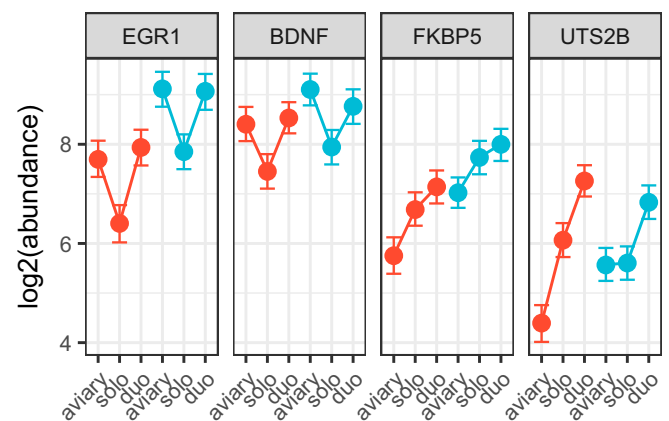 EGR1 BDNF FKBP5 UTS2B
log2(abundance)
8
6
4
aviary solo duo aviary solo duo aviary solo duo aviary solo duo aviary solo duo aviary solo duo aviary solo duo aviary solo duo